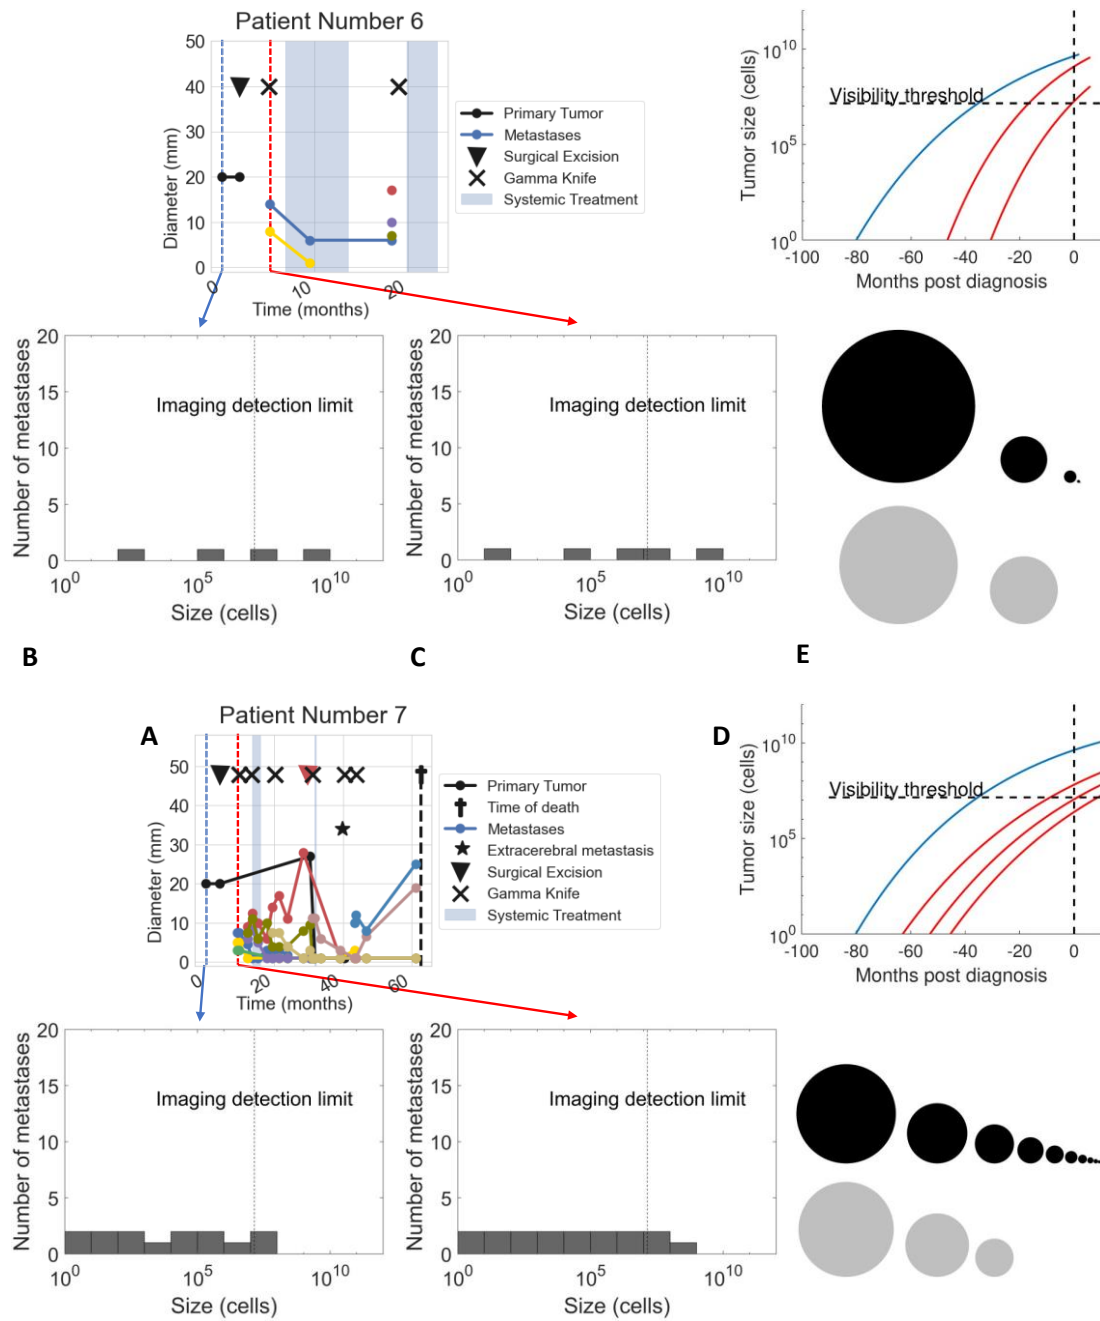 Patient Number 6
50
40
30
20
10
0
Diameter (mm)
0
10
20
Time (months)
Primary Tumor
Metastases
Surgical Excision
Gamma Knife
Systemic Treatment
10^10
10^5
10^0
Tumor size (cells)
Visibility threshold
-100 -80 -60 -40 -20 0
Months post diagnosis
20
15
10
5
0
Number of metastases
Imaging detection limit
10^0 10^5 10^10
Size (cells)
20
15
10
5
0
Number of metastases
Imaging detection limit
10^0 10^5 10^10
Size (cells)
B
C
E
A
D
Patient Number 7
50
40
30
20
10
0
Diameter (mm)
0
20
40
60
Time (months)
Primary Tumor
Time of death
Metastases
Extracerebral metastasis
Surgical Excision
Gamma Knife
Systemic Treatment
10^10
10^5
10^0
Tumor size (cells)
Visibility threshold
-100 -80 -60 -40 -20 0
Months post diagnosis
20
15
10
5
0
Number of metastases
Imaging detection limit
10^0 10^5 10^10
Size (cells)
20
15
10
5
0
Number of metastases
Imaging detection limit
10^0 10^5 10^10
Size (cells)